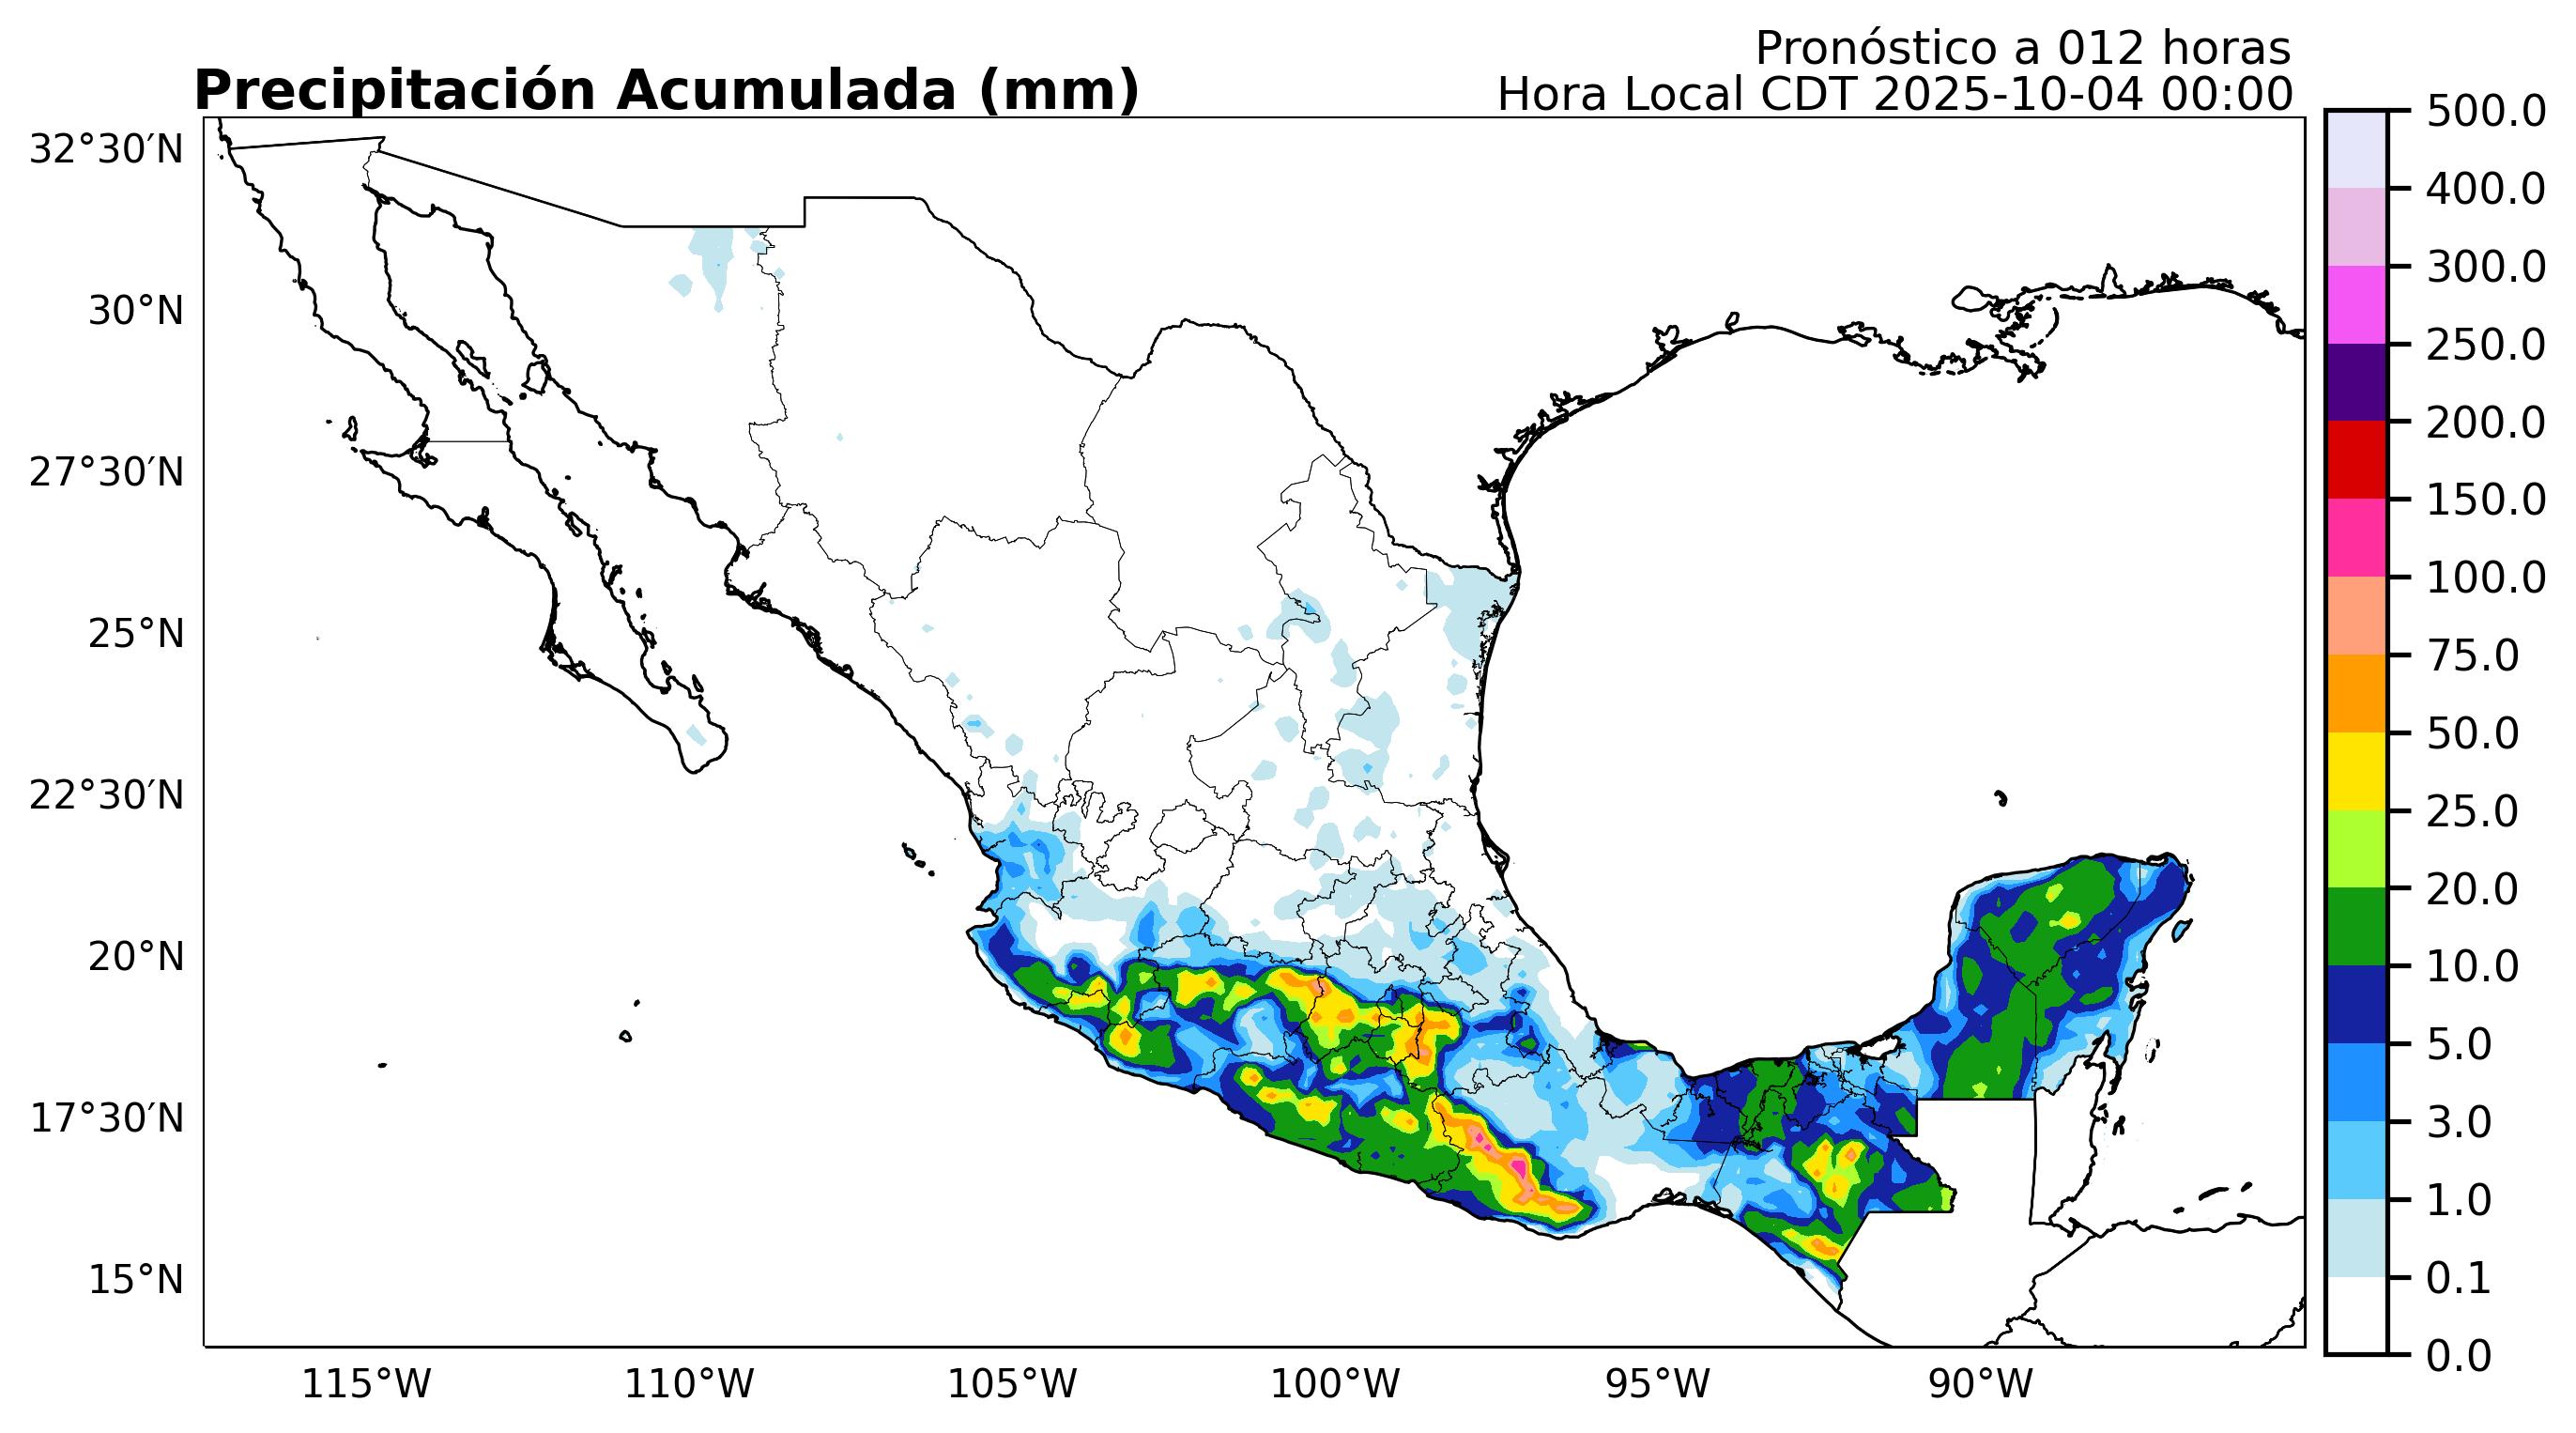 Pronóstico a 012 horas
Precipitación Acumulada (mm)
Hora Local CDT 2025-10-04 00:00
32°30′N
30°N
27°30′N
25°N
22°30′N
20°N
17°30′N
15°N
115°W
110°W
105°W
100°W
95°W
90°W
500.0
400.0
300.0
250.0
200.0
150.0
100.0
75.0
50.0
25.0
20.0
10.0
5.0
3.0
1.0
0.1
0.0